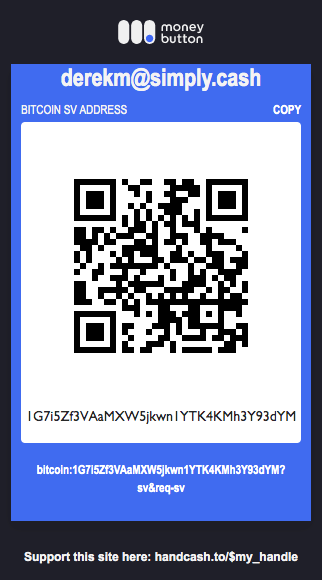 money
button
derekm@simply.cash
BITCOIN SV ADDRESS
COPY
1G7i5Zf3VAaMXW5jkwn1YTK4KMh3Y93dYM
bitcoin:1G7i5Zf3VAaMXW5jkwn1YTK4KMh3Y93dYM?
sv&req-sv
Support this site here: handcash.to/$my_handle